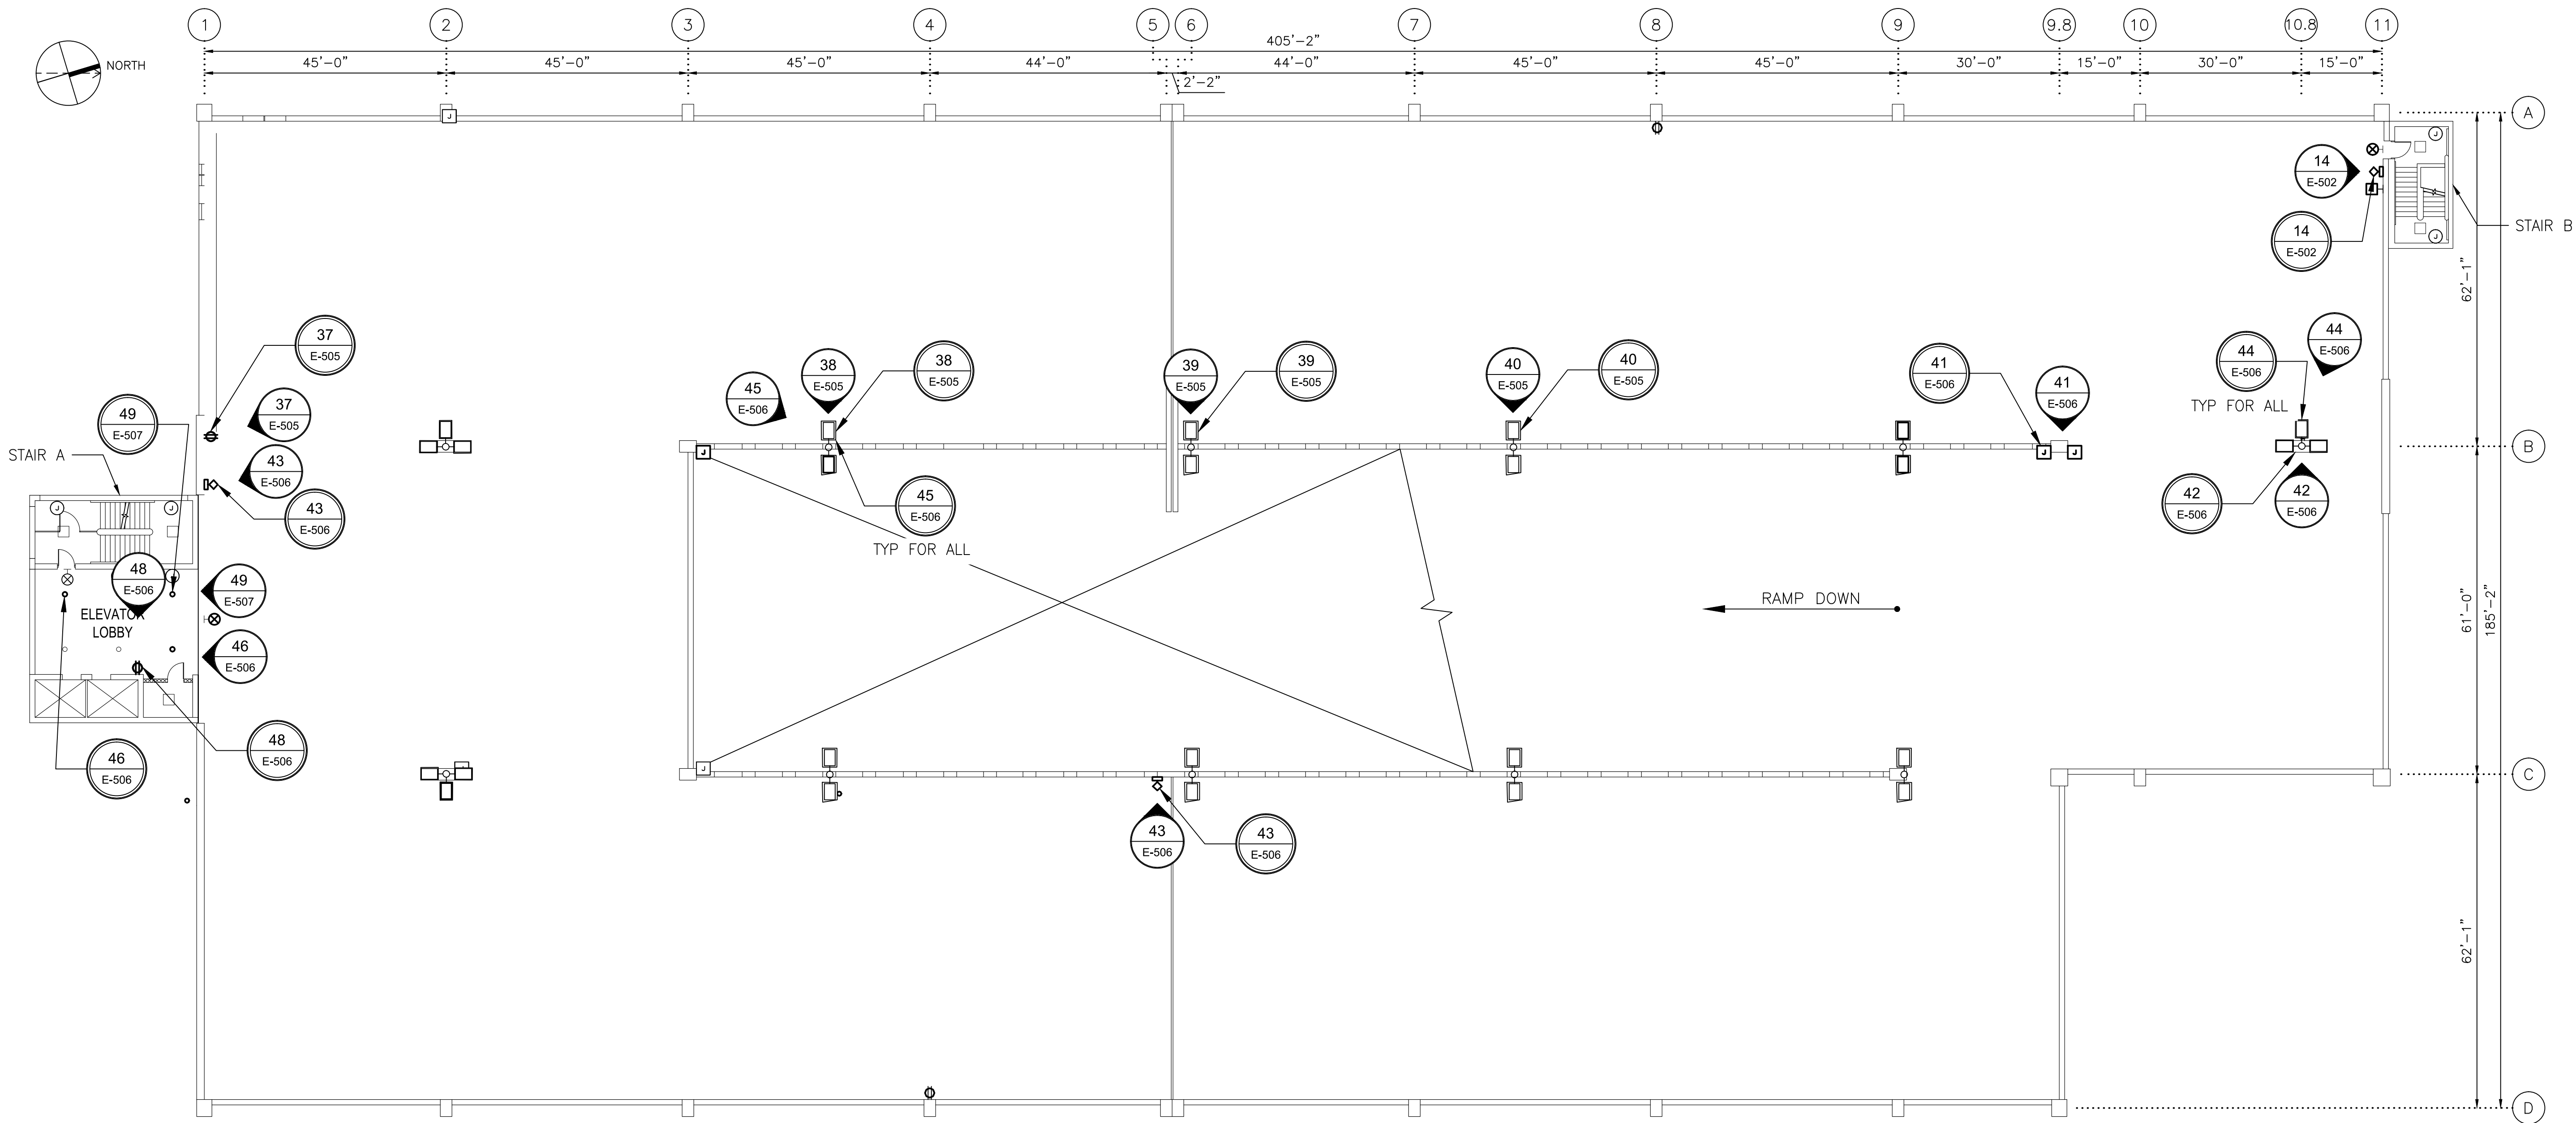 1
2
3
4
5
6
7
8
9
9.8
10
10.8
11
405'-2"
NORTH
45'-0"
45'-0"
45'-0"
44'-0"
44'-0"
45'-0"
45'-0"
30'-0"
15'-0"
30'-0"
15'-0"
2'-2"
A
J
J
14
E-502
STAIR B
14
E-502
J
62'-1"
37
E-505
38
E-505
38
E-505
39
E-505
39
E-505
40
E-505
40
E-505
41
E-506
41
E-506
44
E-506
44
E-506
TYP FOR ALL
45
E-506
37
E-505
49
E-507
STAIR A
43
E-506
J
J
J
B
43
E-506
45
E-506
TYP FOR ALL
42
E-506
42
E-506
J
J
48
E-506
49
E-507
ELEVATOR
LOBBY
RAMP DOWN
61'-0"
185'-2"
46
E-506
48
E-506
46
E-506
J
C
43
E-506
43
E-506
62'-1"
D